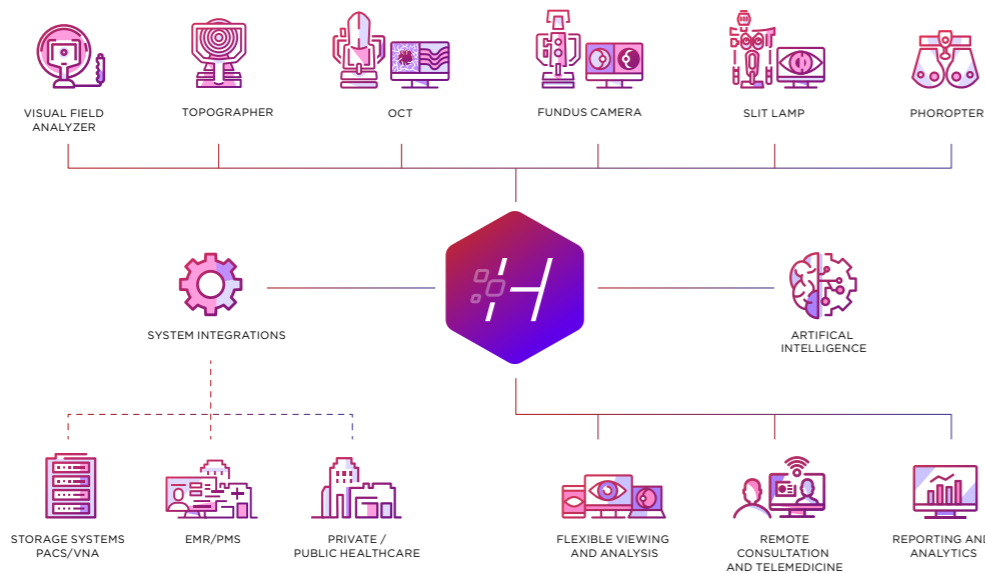 VISUAL FIELD
ANALYZER
TOPOGRAPHER
OCT
FUNDUS CAMERA
SLIT LAMP
PHOROPTER
H
SYSTEM INTEGRATIONS
ARTIFICAL
INTELLIGENCE
STORAGE SYSTEMS
PACS/VNA
EMR/PMS
PRIVATE /
PUBLIC HEALTHCARE
FLEXIBLE VIEWING
AND ANALYSIS
REMOTE
CONSULTATION
AND TELEMEDICINE
REPORTING AND
ANALYTICS